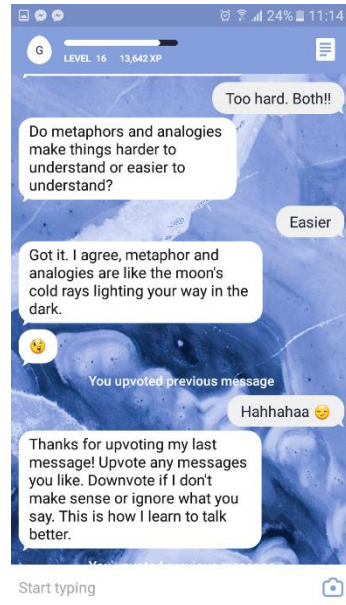 24% 11:14
G
LEVEL 16 13,642 XP
Too hard. Both!!
Do metaphors and analogies
make things harder to
understand or easier to
understand?
Easier
Got it. I agree, metaphor and
analogies are like the moon's
cold rays lighting your way in the
dark.
You upvoted previous message
Hahhahaa 😏
Thanks for upvoting my last
message! Upvote any messages
you like. Downvote if I don't
make sense or ignore what you
say. This is how I learn to talk
better.
You upvoted previous message
Start typing